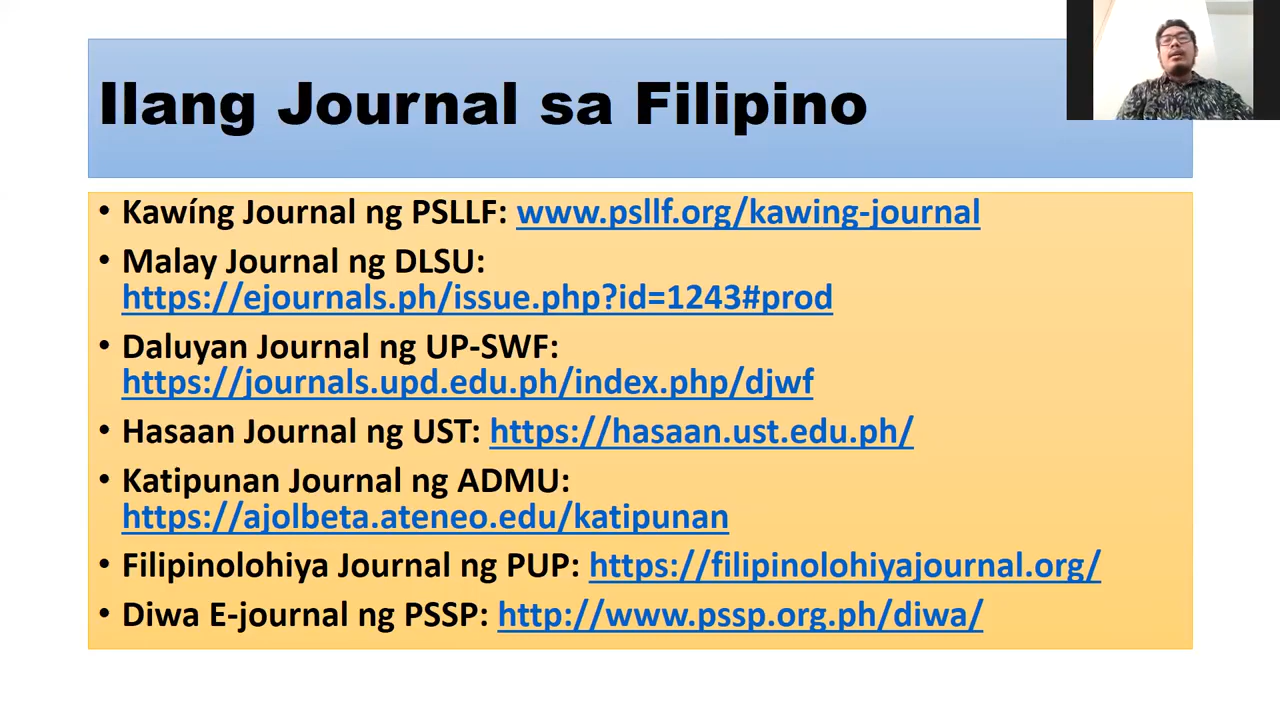 Ilang Journal sa Filipino
• Kawíng Journal ng PSLLF: www.psllf.org/kawing-journal
• Malay Journal ng DLSU:
https://ejournals.ph/issue.php?id=1243#prod
• Daluyan Journal ng UP-SWF:
https://journals.upd.edu.ph/index.php/djwf
• Hasaan Journal ng UST: https://hasaan.ust.edu.ph/
• Katipunan Journal ng ADMU:
https://ajolbeta.ateneo.edu/katipunan
• Filipinolohiya Journal ng PUP: https://filipinolohiyajournal.org/
• Diwa E-journal ng PSSP: http://www.pssp.org.ph/diwa/